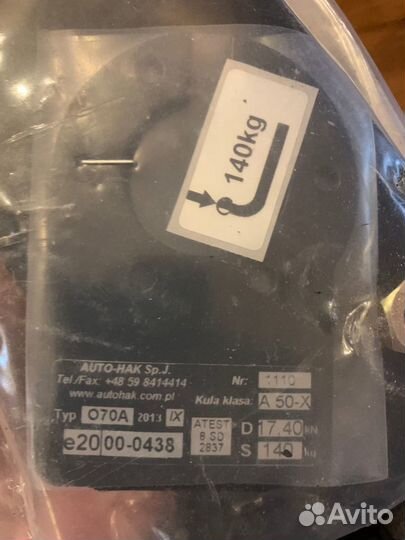 140kg
AUTO-HAK Sp.J.
Tel./Fax: +48 59 8414414
www.autohak.com.pl
Nr: 1110
Kula klasa: A 50-X
Typ O70A 2013 IX
ATEST
8 SD
2837
D 17,40 kN
e20 00-0438
S 140 kg
Avito